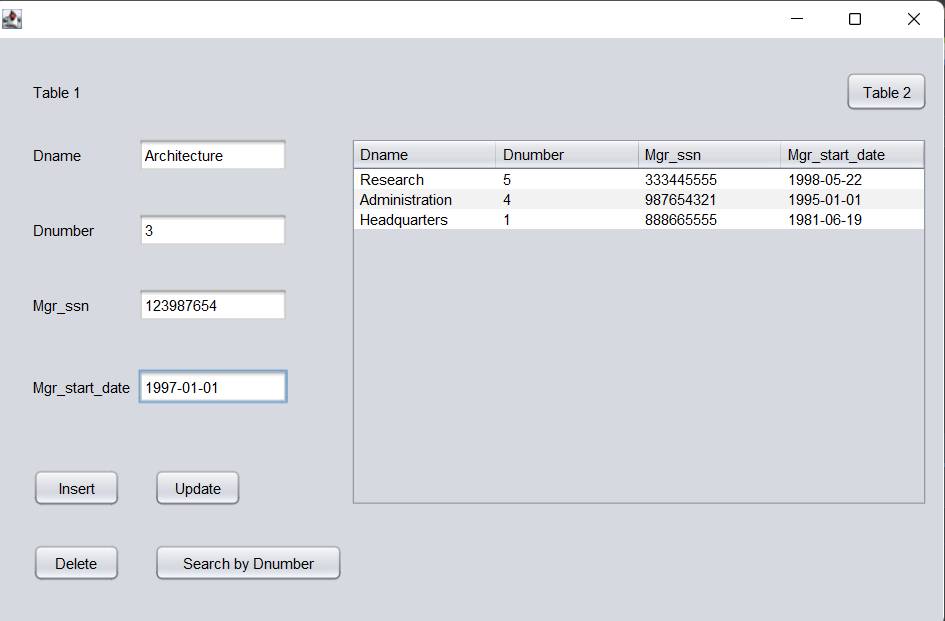 Table 1
Table 2
Dname Architecture
Dnumber 3
Mgr_ssn 123987654
Mgr_start_date 1997-01-01
Insert Update
Delete Search by Dnumber
Dname Dnumber Mgr_ssn Mgr_start_date
Research 5 333445555 1998-05-22
Administration 4 987654321 1995-01-01
Headquarters 1 888665555 1981-06-19